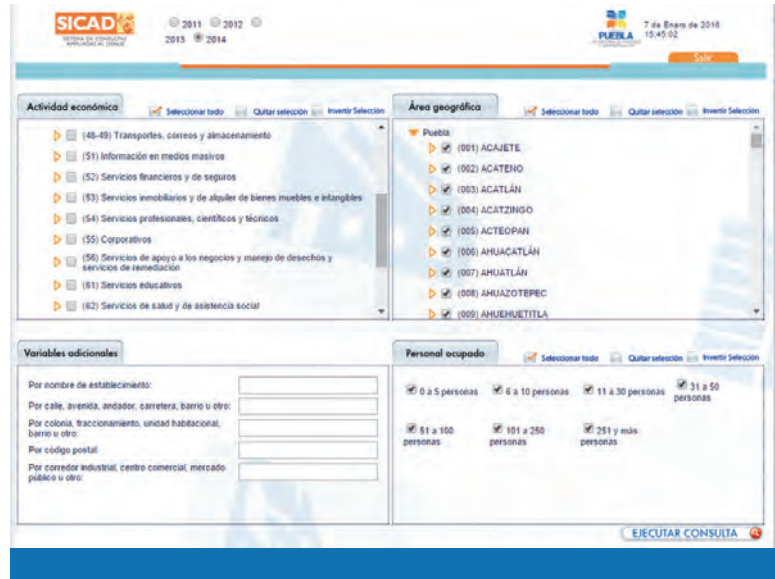 SICAD
2011 2012
2013 2014
PUEBLA
7 de Enero de 2016
15:45:02
Salir
Actividad económica
Seleccionar todo Quitar selección Invertir Selección
(48-49) Transportes, correos y almacenamiento
(51) Información en medios masivos
(52) Servicios financieros y de seguros
(53) Servicios inmobiliarios y de alquiler de bienes muebles e intangibles
(54) Servicios profesionales, científicos y técnicos
(55) Corporativos
(56) Servicios de apoyo a los negocios y manejo de desechos y
servicios de remediación
(61) Servicios educativos
(62) Servicios de salud y de asistencia social
Área geográfica
Seleccionar todo Quitar selección Invertir Selección
Puebla
(001) ACAJETE
(002) ACATENO
(003) ACATLÁN
(004) ACATZINGO
(005) ACTEOPAN
(006) AHUACATLÁN
(007) AHUATLÁN
(008) AHUAZOTEPEC
(009) AHUEHUETITLA
Variables adicionales
Por nombre de establecimiento:
Por calle, avenida, andador, carretera, barrio u otro:
Por colonia, fraccionamiento, unidad habitacional,
barrio u otro:
Por código postal:
Por corredor industrial, centro comercial, mercado
público u otro:
Personal ocupado
Seleccionar todo Quitar selección Invertir Selección
0 a 5 personas 6 a 10 personas 11 a 30 personas 31 a 50
personas
51 a 100
personas
101 a 250
personas
251 y más
personas
EJECUTAR CONSULTA